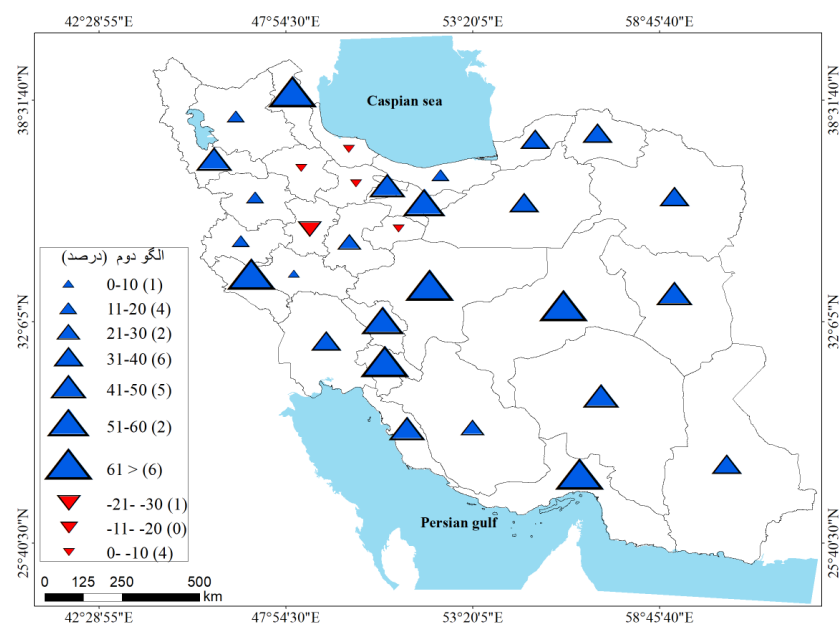 42°28'55"E 47°54'30"E 53°20'5"E 58°45'40"E
38°31'40"N
38°31'40"N
Caspian sea
الگو دوم (درصد)
0-10 (1)
11-20 (4)
21-30 (2)
31-40 (6)
41-50 (5)
51-60 (2)
61 > (6)
-21- -30 (1)
-11- -20 (0)
0- -10 (4)
32°6'5"N
32°6'5"N
Persian gulf
25°40'30"N
25°40'30"N
0 125 250 500
km
42°28'55"E 47°54'30"E 53°20'5"E 58°45'40"E